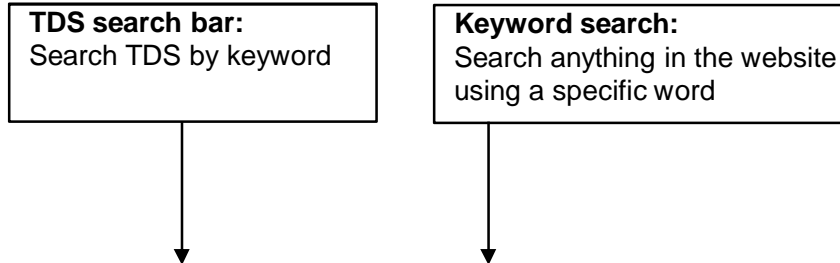 TDS search bar:
Search TDS by keyword
Keyword search:
Search anything in the website
using a specific word